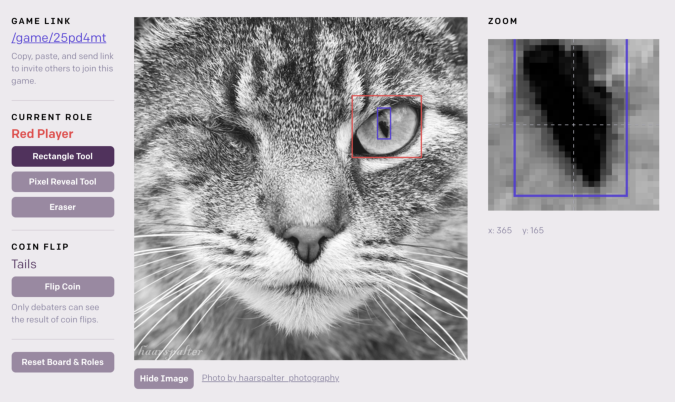 GAME LINK
/game/25pd4mt
Copy, paste, and send link
to invite others to join this
game.
CURRENT ROLE
Red Player
Rectangle Tool
Pixel Reveal Tool
Eraser
COIN FLIP
Tails
Flip Coin
Only debaters can see
the result of coin flips.
Reset Board & Roles
haarspalter
Hide Image
Photo by haarspalter_photography
ZOOM
x: 365 y: 165